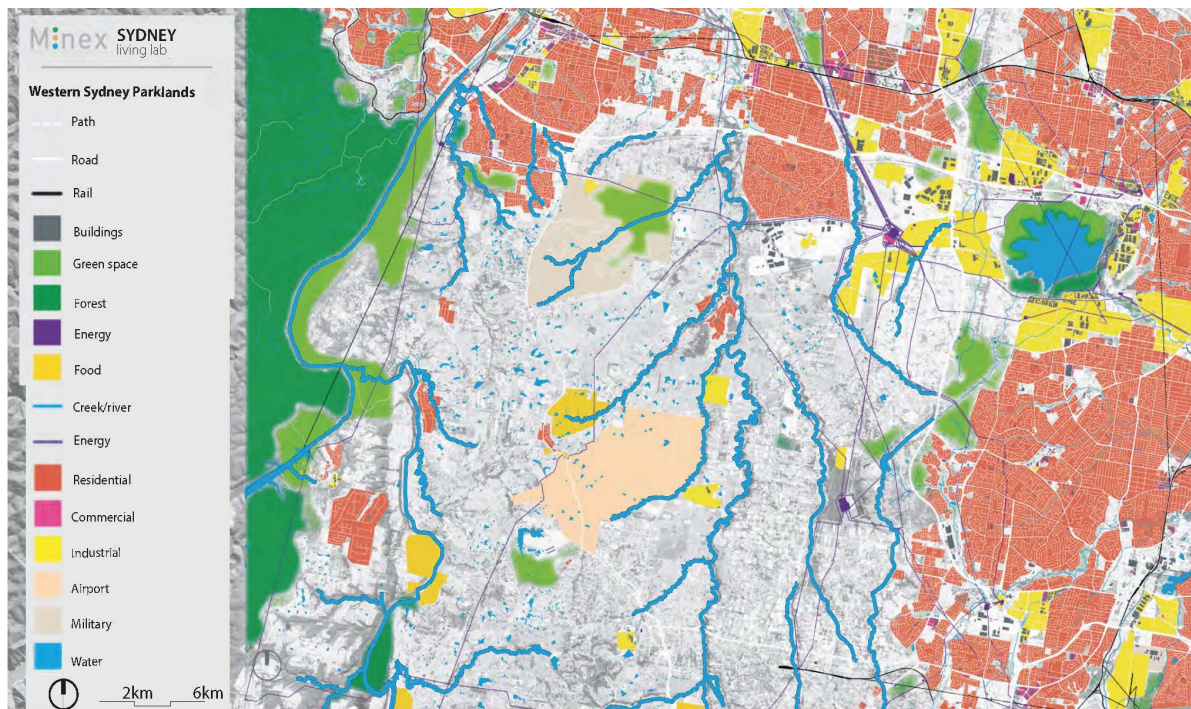 Minex SYDNEY
living lab
Western Sydney Parklands
Path
Road
Rail
Buildings
Green space
Forest
Energy
Food
Creek/river
Energy
Residential
Commercial
Industrial
Airport
Military
Water
2km 6km